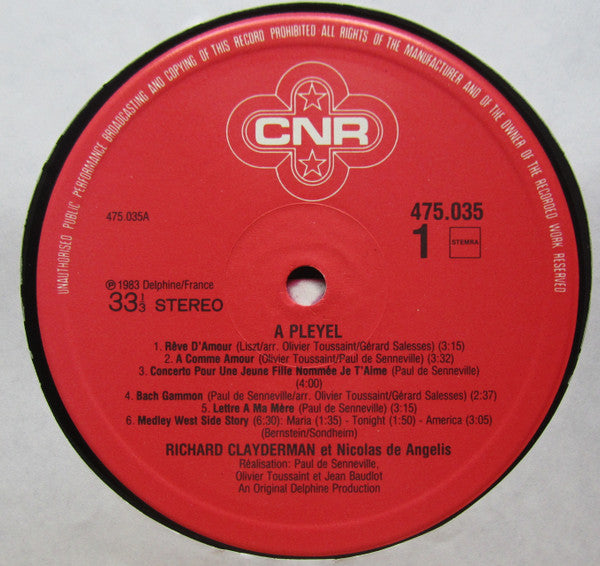 UNAUTHORISED PUBLIC PERFORMANCE BROADCASTING AND COPYING OF THIS RECORD PROHIBITED ALL RIGHTS OF THE MANUFACTURER AND OF THE OWNER OF THE RECORDED WORK RESERVED
CNR
475.035A
475.035
1
STEMRA
℗ 1983 Delphine/France
33 1/3 STEREO
A PLEYEL
1. Rêve D'Amour (Liszt/arr. Olivier Toussaint/Gérard Salesses) (3:15)
2. A Comme Amour (Olivier Toussaint/Paul de Senneville) (3:32)
3. Concerto Pour Une Jeune Fille Nommée Je T'Aime (Paul de Senneville)
(4:00)
4. Bach Gammon (Paul de Senneville/arr. Olivier Toussaint/Gérard Salesses) (2:37)
5. Lettre A Ma Mère (Paul de Senneville) (3:15)
6. Medley West Side Story (6:30): Maria (1:35) - Tonight (1:50) - America (3:05)
(Bernstein/Sondheim)
RICHARD CLAYDERMAN et Nicolas de Angelis
Réalisation: Paul de Senneville,
Olivier Toussaint et Jean Baudlot
An Original Delphine Production